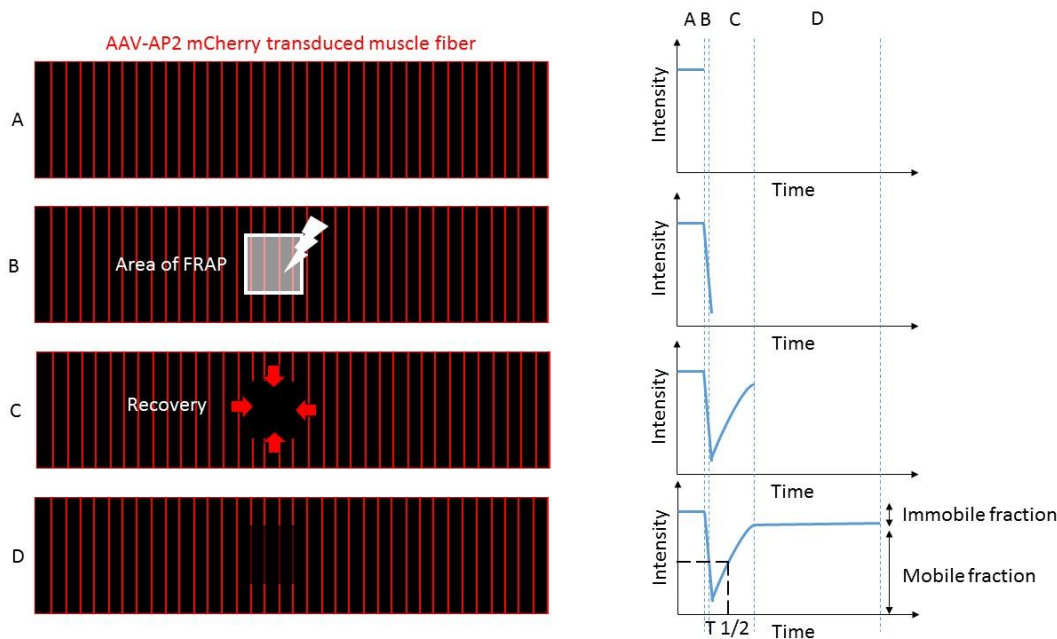 AAV-AP2 mCherry transduced muscle fiber
A
B
Area of FRAP
C
Recovery
D
A B C D
Intensity
Time
Intensity
Time
Intensity
Time
Intensity
Immobile fraction
Mobile fraction
T 1/2
Time